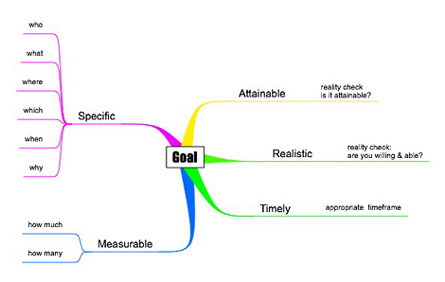 Goal
Specific
who
what
where
which
when
why
Measurable
how much
how many
Attainable
reality check
is it attainable?
Realistic
reality check:
are you willing & able?
Timely
appropriate timeframe